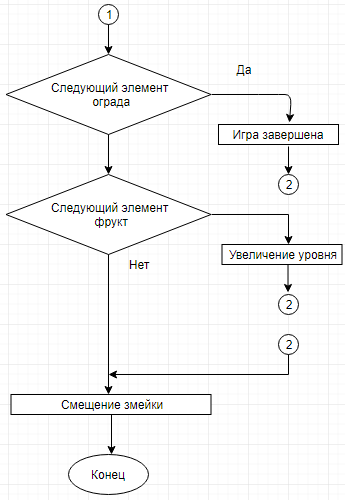 1
Следующий элемент
ограда
Да
Игра завершена
2
Следующий элемент
фрукт
Увеличение уровня
Нет
2
2
Смещение змейки
Конец